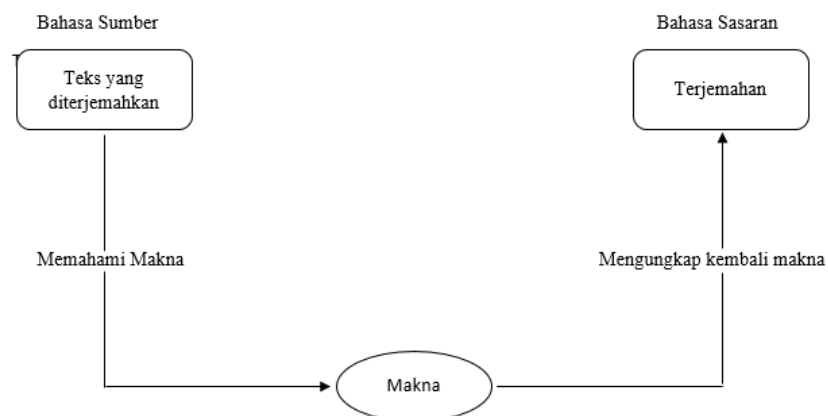 Bahasa Sumber
Bahasa Sasaran
Teks yang
diterjemahkan
Terjemahan
Memahami Makna
Mengungkap kembali makna
Makna